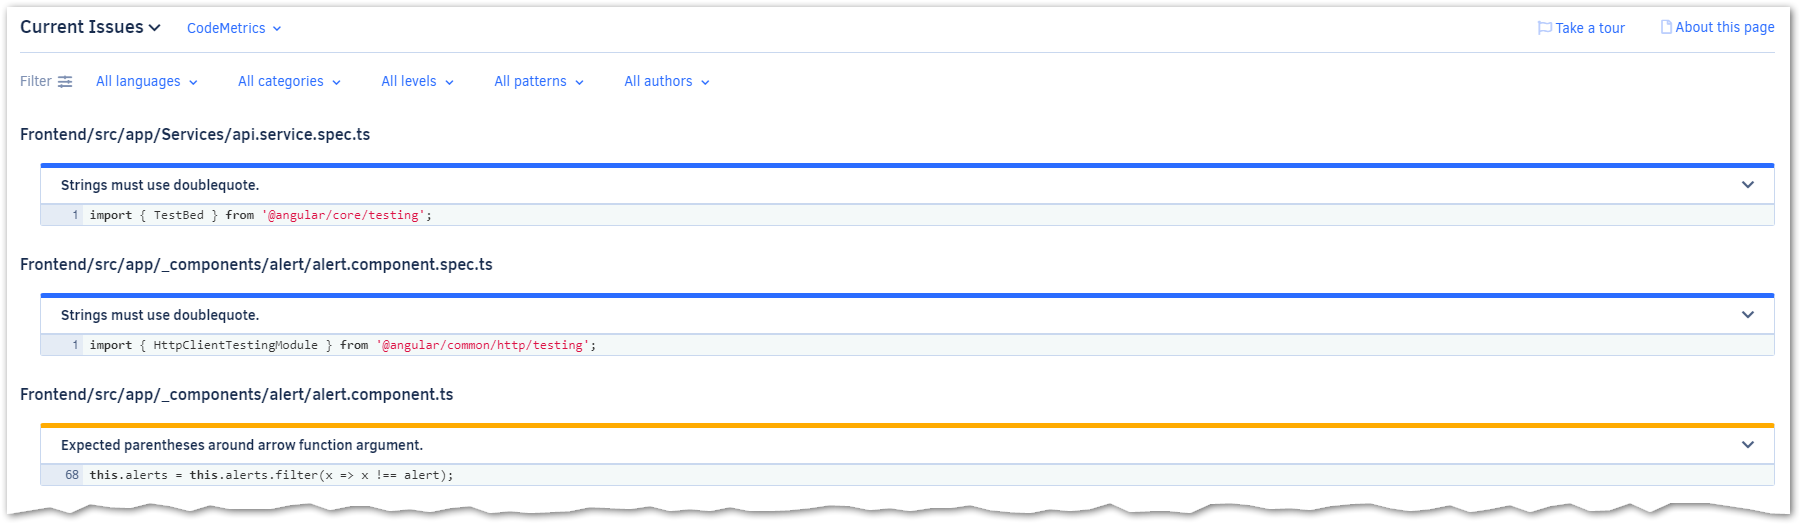 Current Issues CodeMetrics Take a tour About this page
Filter All languages All categories All levels All patterns All authors
Frontend/src/app/Services/api.service.spec.ts
Strings must use doublequote.
1 import { TestBed } from '@angular/core/testing';
Frontend/src/app/_components/alert/alert.component.spec.ts
Strings must use doublequote.
1 import { HttpClientTestingModule } from '@angular/common/http/testing';
Frontend/src/app/_components/alert/alert.component.ts
Expected parentheses around arrow function argument.
68 this.alerts = this.alerts.filter(x => x !== alert);